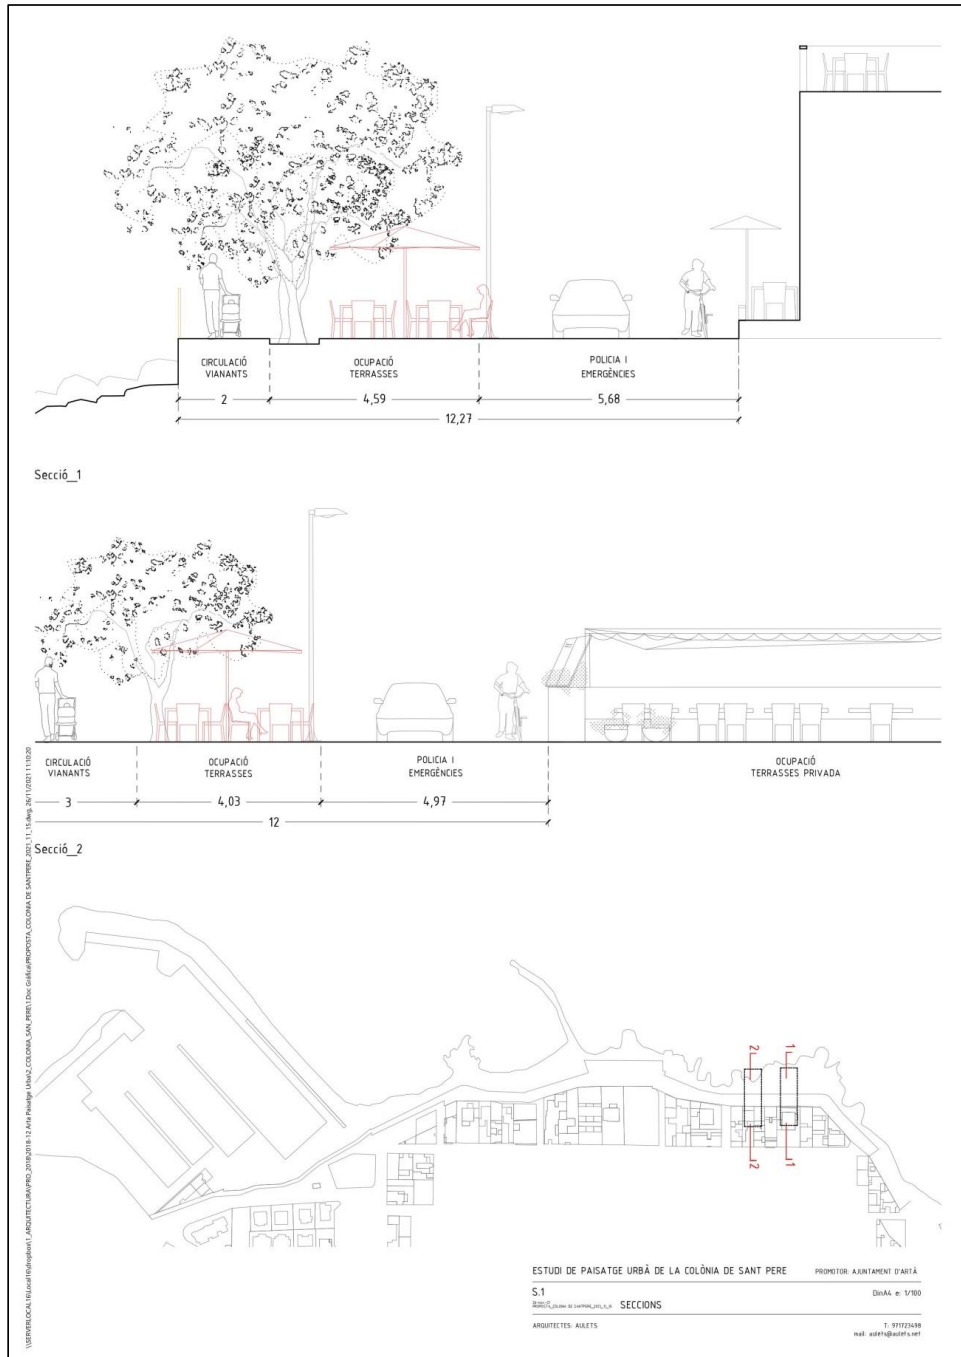 CIRCULACIÓ
VIANANTS
OCUPACIÓ
TERRASSES
POLICIA I
EMERGÈNCIES
2
4,59
5,68
12,27
Secció_1
CIRCULACIÓ
VIANANTS
OCUPACIÓ
TERRASSES
POLICIA I
EMERGÈNCIES
OCUPACIÓ
TERRASSES PRIVADA
3
4,03
4,97
12
Secció_2
2
1
2
1
ESTUDI DE PAISATGE URBÀ DE LA COLÒNIA DE SANT PERE
PROMOTOR: AJUNTAMENT D'ARTÀ
S.1
DinA4 e: 1/100
SECCIONS
ARQUITECTES: AULETS
T: 971723498
mail: aulets@aulets.net